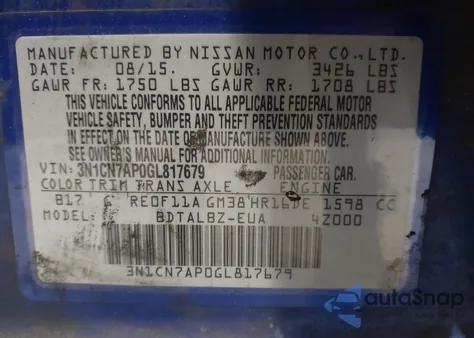 MANUFACTURED BY NISSAN MOTOR CO., LTD.
DATE: 08/15. GVWR: 3426 LBS
GAWR FR: 1750 LBS GAWR RR: 1708 LBS
THIS VEHICLE CONFORMS TO ALL APPLICABLE FEDERAL MOTOR
VEHICLE SAFETY, BUMPER AND THEFT PREVENTION STANDARDS
IN EFFECT ON THE DATE OF MANUFACTURE SHOWN ABOVE.
SEE OWNER'S MANUAL FOR ADDITIONAL INFORMATION.
VIN: 3N1CN7AP0GL817679 PASSENGER CAR.
COLOR TRIM TRANS AXLE ENGINE
B17 G RE0F11A GM38 HR16DE 1598 CC
MODEL: BDTALBZ-EUA 4Z000
3N1CN7AP0GL817679
autoSnap